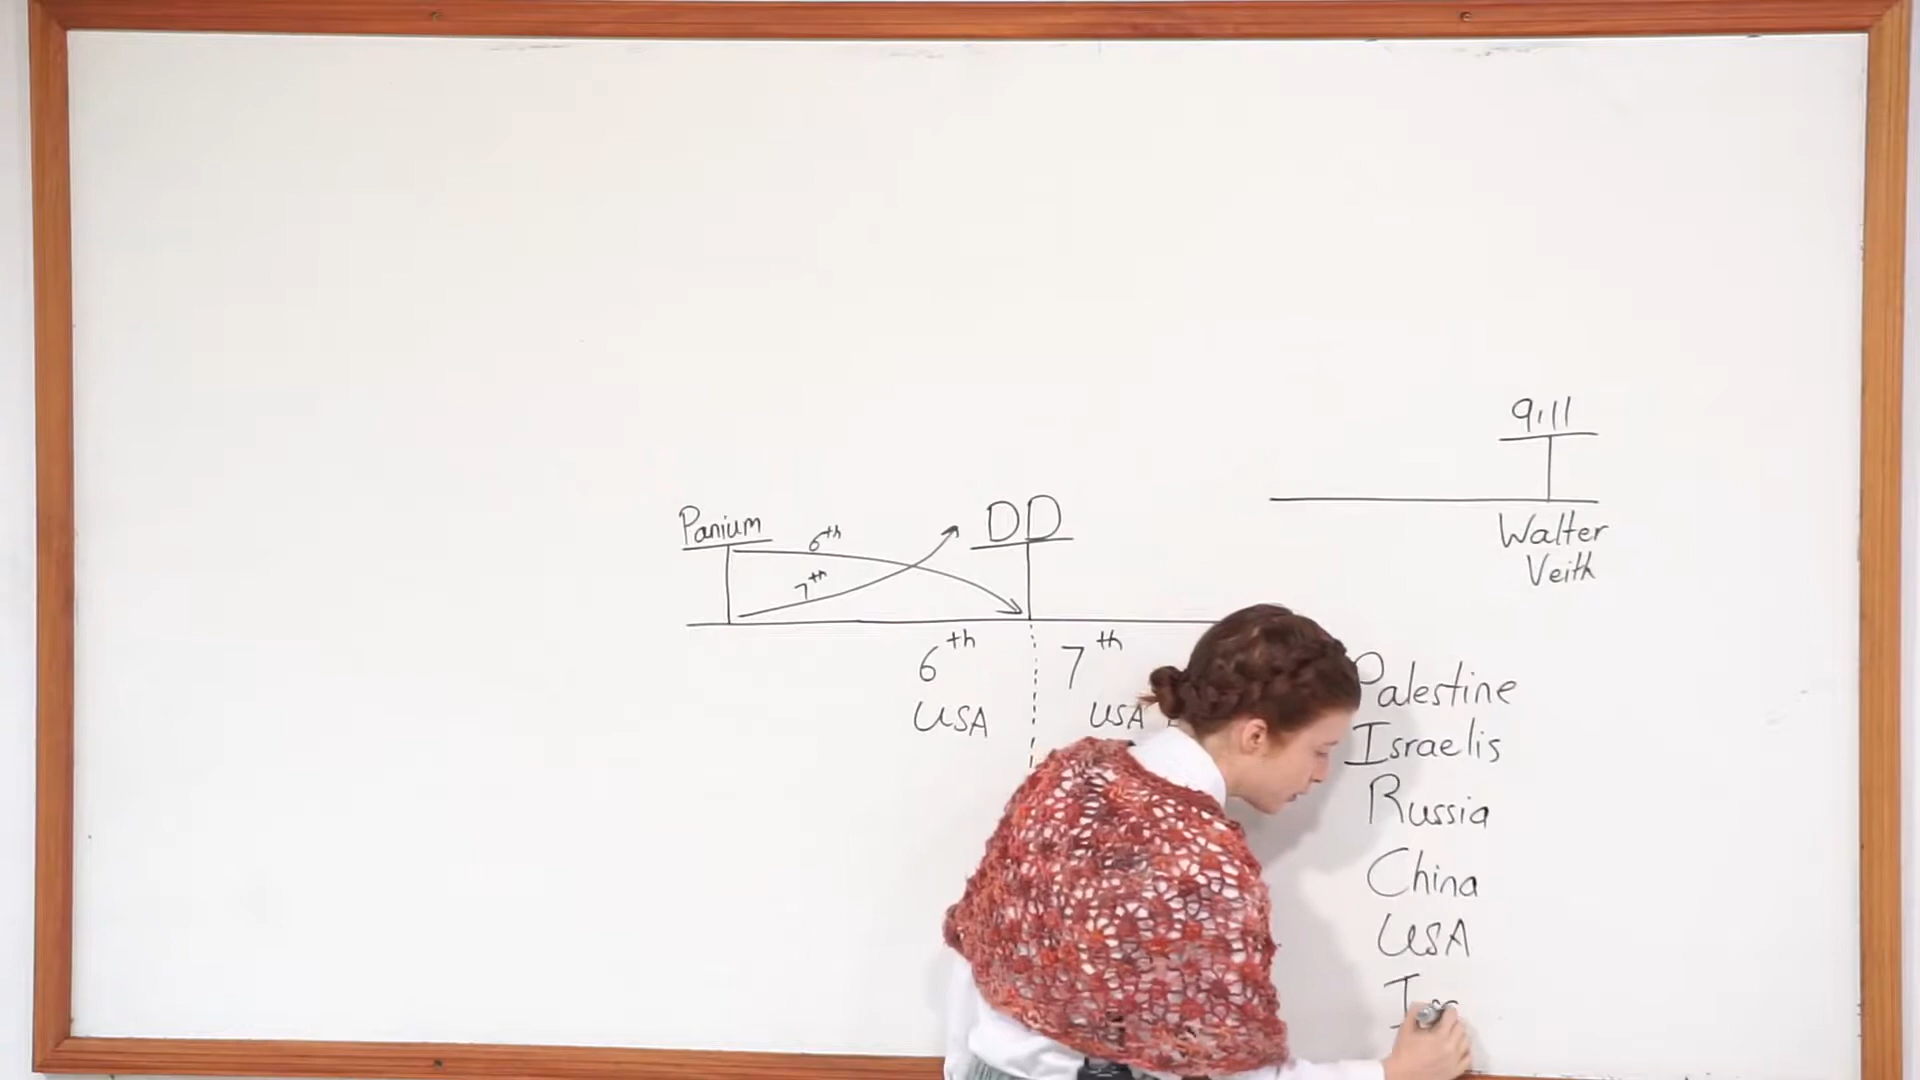 9,11
Walter
Veith
Panium
DD
6th
7th
6th
7th
USA
USA
Palestine
Israelis
Russia
China
USA